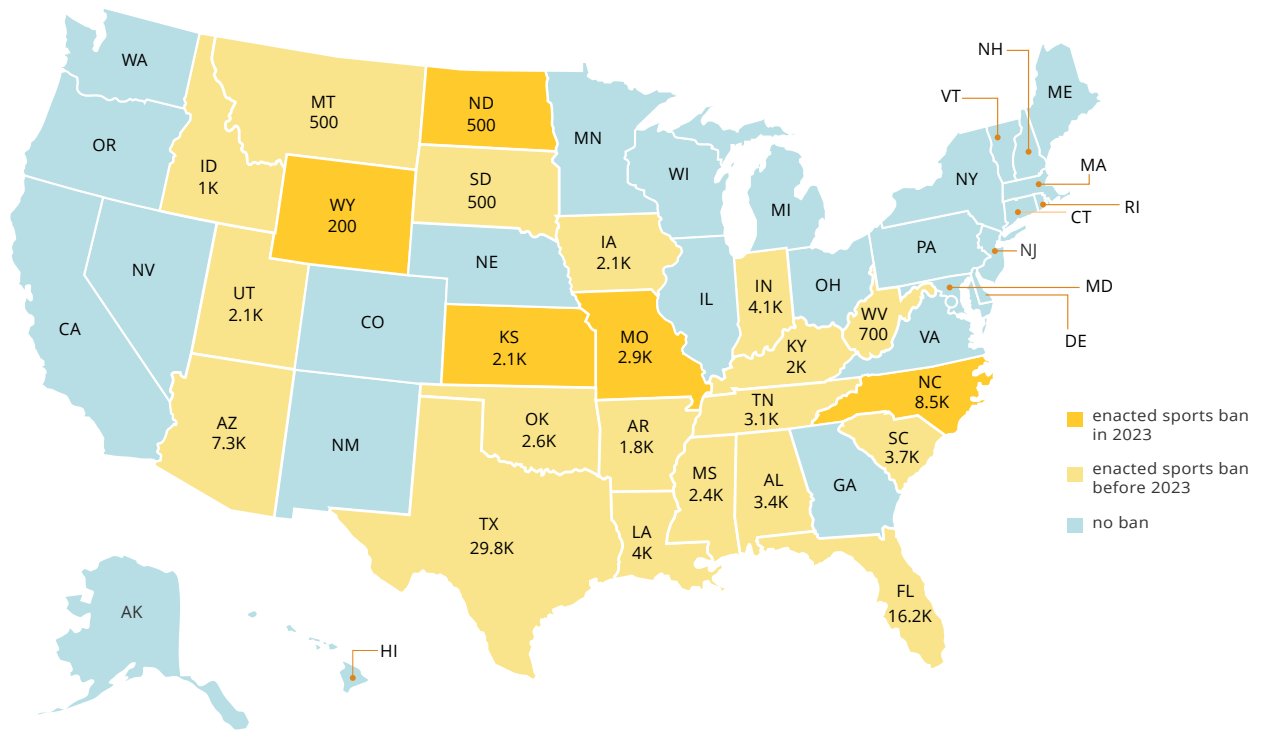 NH
WA
ME
VT
MT
500
ND
500
MN
OR
ID
1K
MA
WI
NY
SD
500
WY
200
RI
MI
CT
IA
2.1K
PA
NJ
NE
NV
UT
2.1K
IN
4.1K
OH
MD
IL
WV
700
CO
CA
KS
2.1K
MO
2.9K
VA
DE
KY
2K
NC
8.5K
TN
3.1K
enacted sports ban
in 2023
AZ
7.3K
OK
2.6K
AR
1.8K
NM
SC
3.7K
MS
2.4K
AL
3.4K
GA
enacted sports ban
before 2023
TX
29.8K
LA
4K
no ban
FL
16.2K
AK
HI